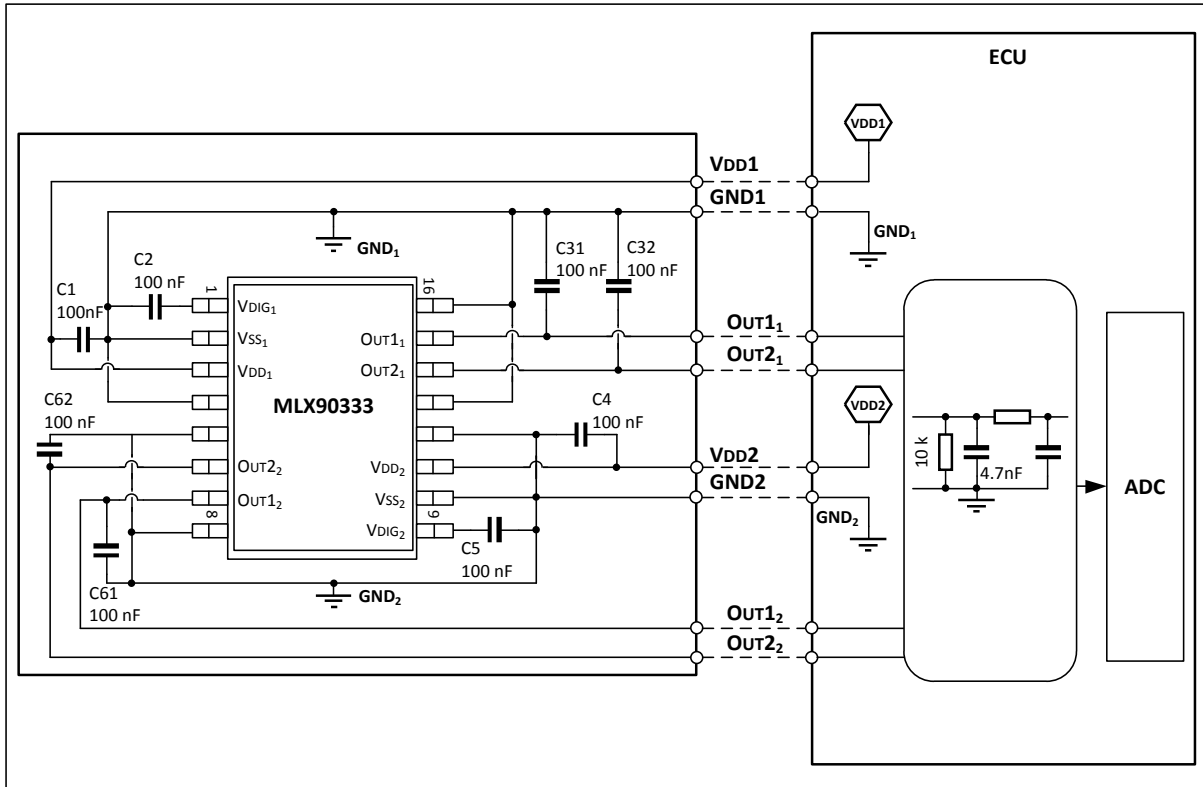 ECU
VDD1
VDD1
GND1
GND1
GND1
C31
100 nF
C32
100 nF
C2
100 nF
1
16
C1
100nF
VDIG1
VSS1
OUT11
OUT11
VDD1
OUT21
OUT21
MLX90333
C62
100 nF
C4
100 nF
VDD2
10 k
4.7nF
OUT22
VDD2
VDD2
GND2
ADC
OUT12
VSS2
GND2
8
9
VDIG2
C5
100 nF
C61
100 nF
GND2
OUT12
OUT22